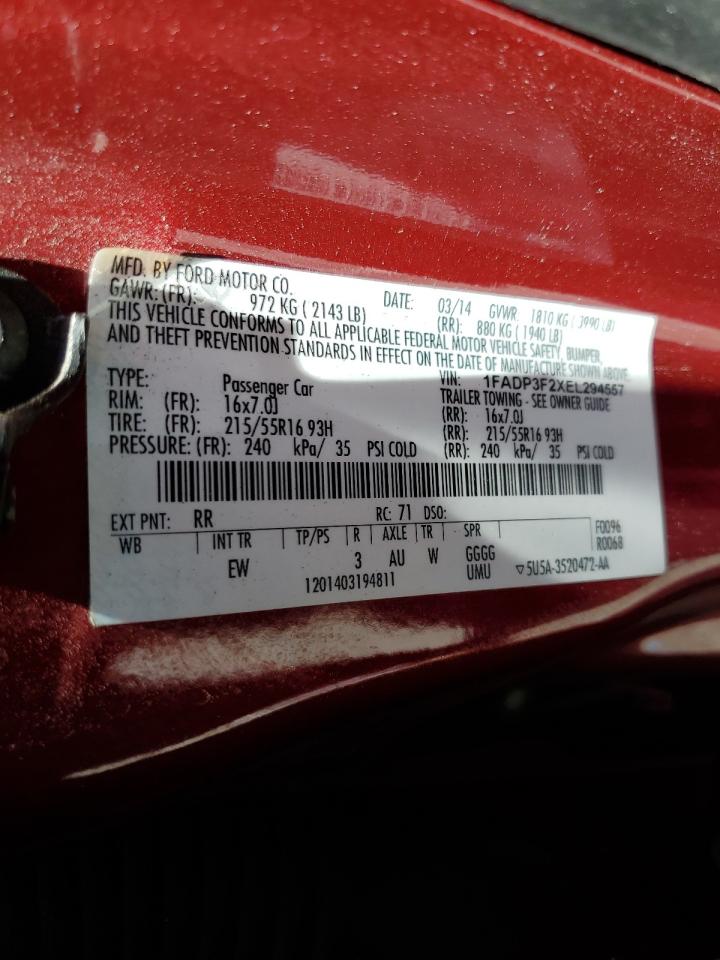 MFD. BY FORD MOTOR CO.
DATE: 03/14 GVWR: 1810 KG ( 3990 LB)
GAWR: (FR): 972 KG ( 2143 LB) (RR): 880 KG ( 1940 LB)
THIS VEHICLE CONFORMS TO ALL APPLICABLE FEDERAL MOTOR VEHICLE SAFETY, BUMPER,
AND THEFT PREVENTION STANDARDS IN EFFECT ON THE DATE OF MANUFACTURE SHOWN ABOVE.
VIN: 1FADP3F2XEL294557
TYPE: Passenger Car TRAILER TOWING - SEE OWNER GUIDE
RIM: (FR): 16x7.0J (RR): 16x7.0J
TIRE: (FR): 215/55R16 93H (RR): 215/55R16 93H
PRESSURE: (FR): 240 kPa/ 35 PSI COLD (RR): 240 kPa/ 35 PSI COLD
EXT PNT: RR RC: 71 DSO: F0096
WB INT TR TP/PS R AXLE TR SPR R0068
EW 3 AU W GGGG
UMU
1201403194811 ▽5U5A-3520472-AA